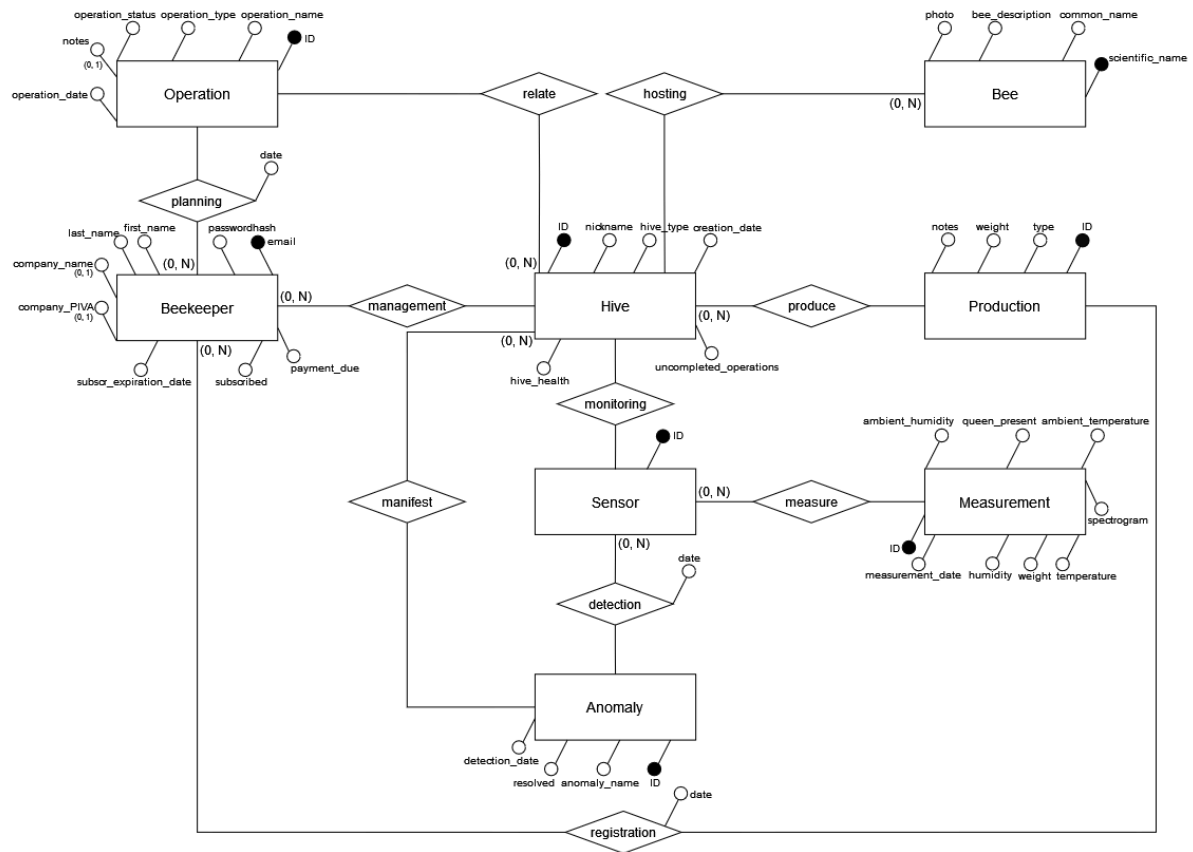 operation_status operation_type operation_name
ID
notes
(0, 1)
operation_date
Operation
relate
hosting
photo bee_description common_name
scientific_name
Bee
(0, N)
date
planning
last_name first_name passwordhash
email
company_name
(0, 1)
company_PIVA
(0, 1)
(0, N)
Beekeeper
(0, N)
(0, N)
subscr_expiration_date
subscribed
payment_due
management
ID nickname hive_type creation_date
(0, N)
Hive
(0, N)
(0, N)
hive_health
uncompleted_operations
produce
notes weight type ID
Production
monitoring
ID
manifest
Sensor
(0, N)
(0, N)
measure
ambient_humidity queen_present ambient_temperature
Measurement
spectrogram
ID
measurement_date
humidity weight temperature
date
detection
Anomaly
detection_date
resolved anomaly_name ID
date
registration